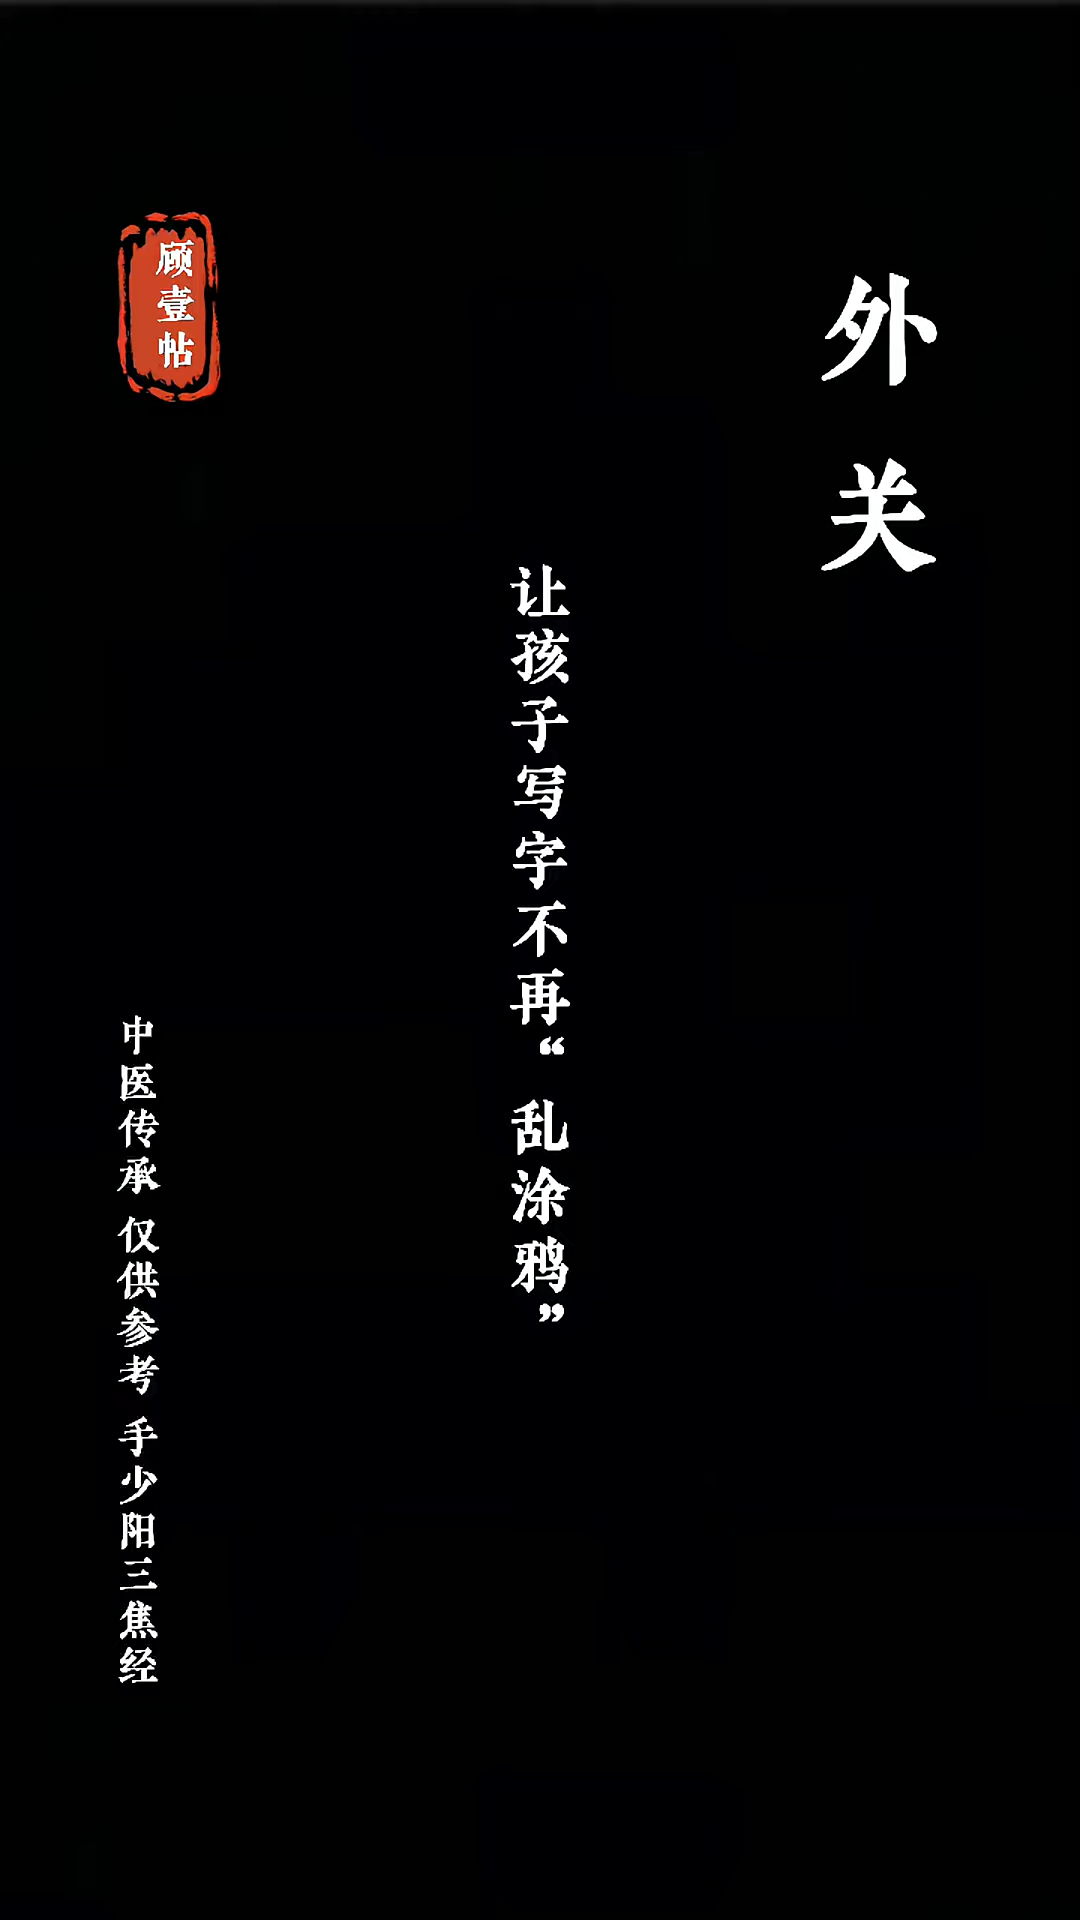 外关
让孩子写字不再“乱涂鸦”
顾壹帖
中医传承 仅供参考 手少阳三焦经